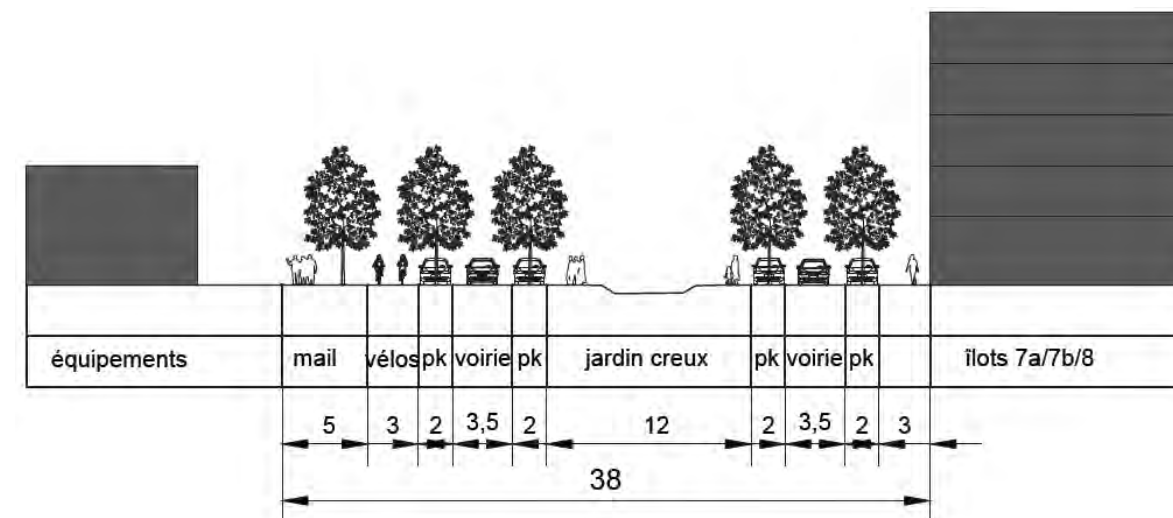 équipements mail vélos pk voirie pk jardin creux pk voirie pk îlots 7a/7b/8
5 3 2 3,5 2 12 2 3,5 2 3
38